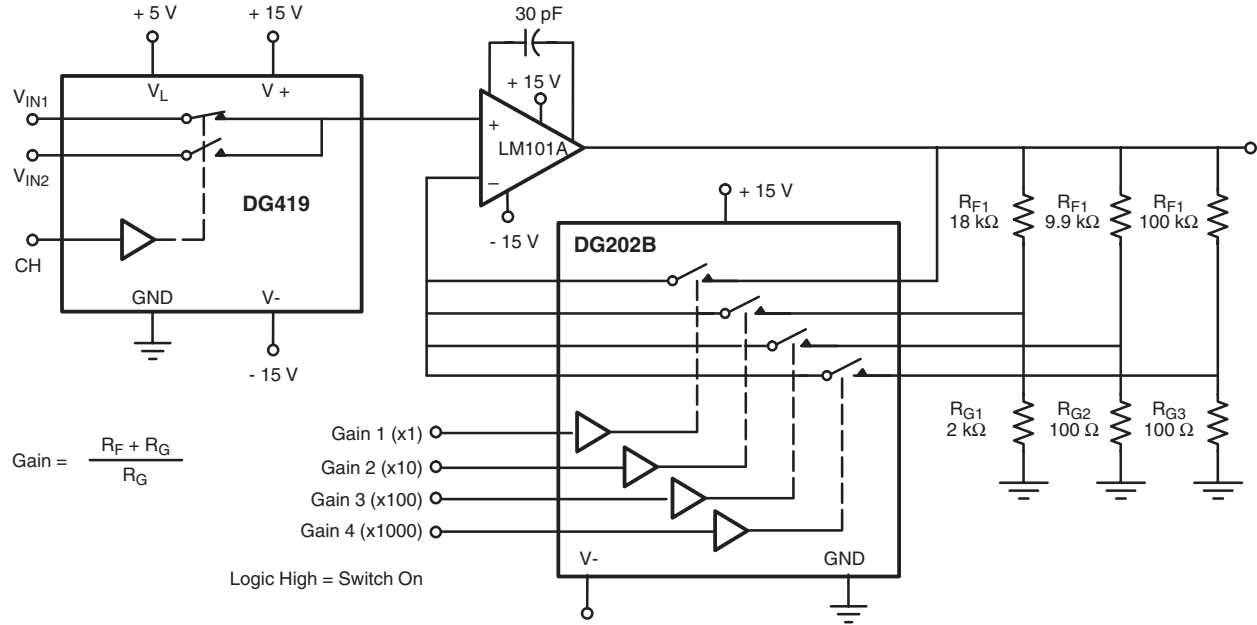 + 5 V
+ 15 V
30 pF
V_IN1
V_L
V +
+ 15 V
+
LM101A
–
V_IN2
DG419
CH
GND
V-
- 15 V
- 15 V
+ 15 V
DG202B
R_F1
18 kΩ
R_F1
9.9 kΩ
R_F1
100 kΩ
R_G1
2 kΩ
R_G2
100 Ω
R_G3
100 Ω
Gain = R_F + R_G
R_G
Gain 1 (x1)
Gain 2 (x10)
Gain 3 (x100)
Gain 4 (x1000)
V-
GND
Logic High = Switch On